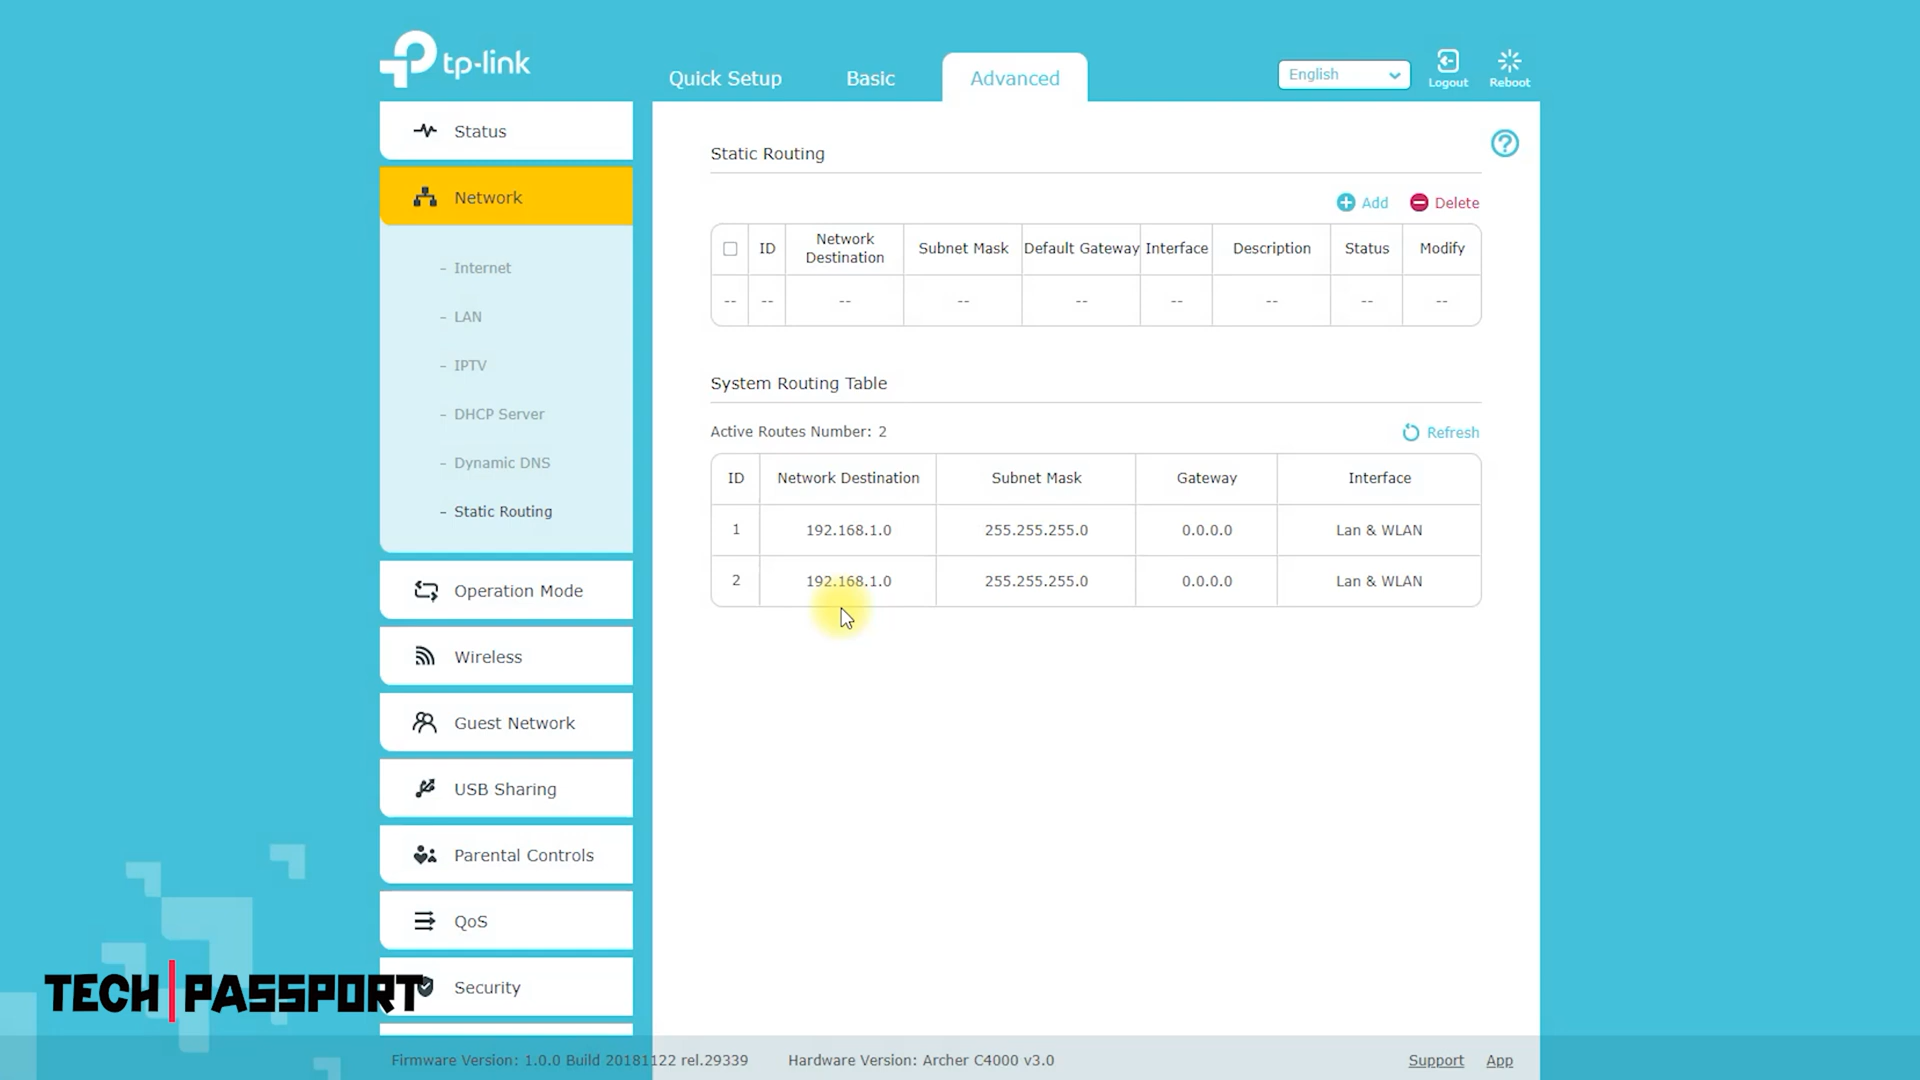 tp-link
Quick Setup Basic Advanced
English
Logout Reboot
Status
Network
- Internet
- LAN
- IPTV
- DHCP Server
- Dynamic DNS
- Static Routing
Operation Mode
Wireless
Guest Network
USB Sharing
Parental Controls
QoS
Security
Static Routing
?
Add Delete
ID Network Destination Subnet Mask Default Gateway Interface Description Status Modify
-- -- -- -- -- -- -- -- --
System Routing Table
Active Routes Number: 2
Refresh
ID Network Destination Subnet Mask Gateway Interface
1 192.168.1.0 255.255.255.0 0.0.0.0 Lan & WLAN
2 192.168.1.0 255.255.255.0 0.0.0.0 Lan & WLAN
TECH|PASSPORT
Firmware Version: 1.0.0 Build 20181122 rel.29339 Hardware Version: Archer C4000 v3.0 Support App